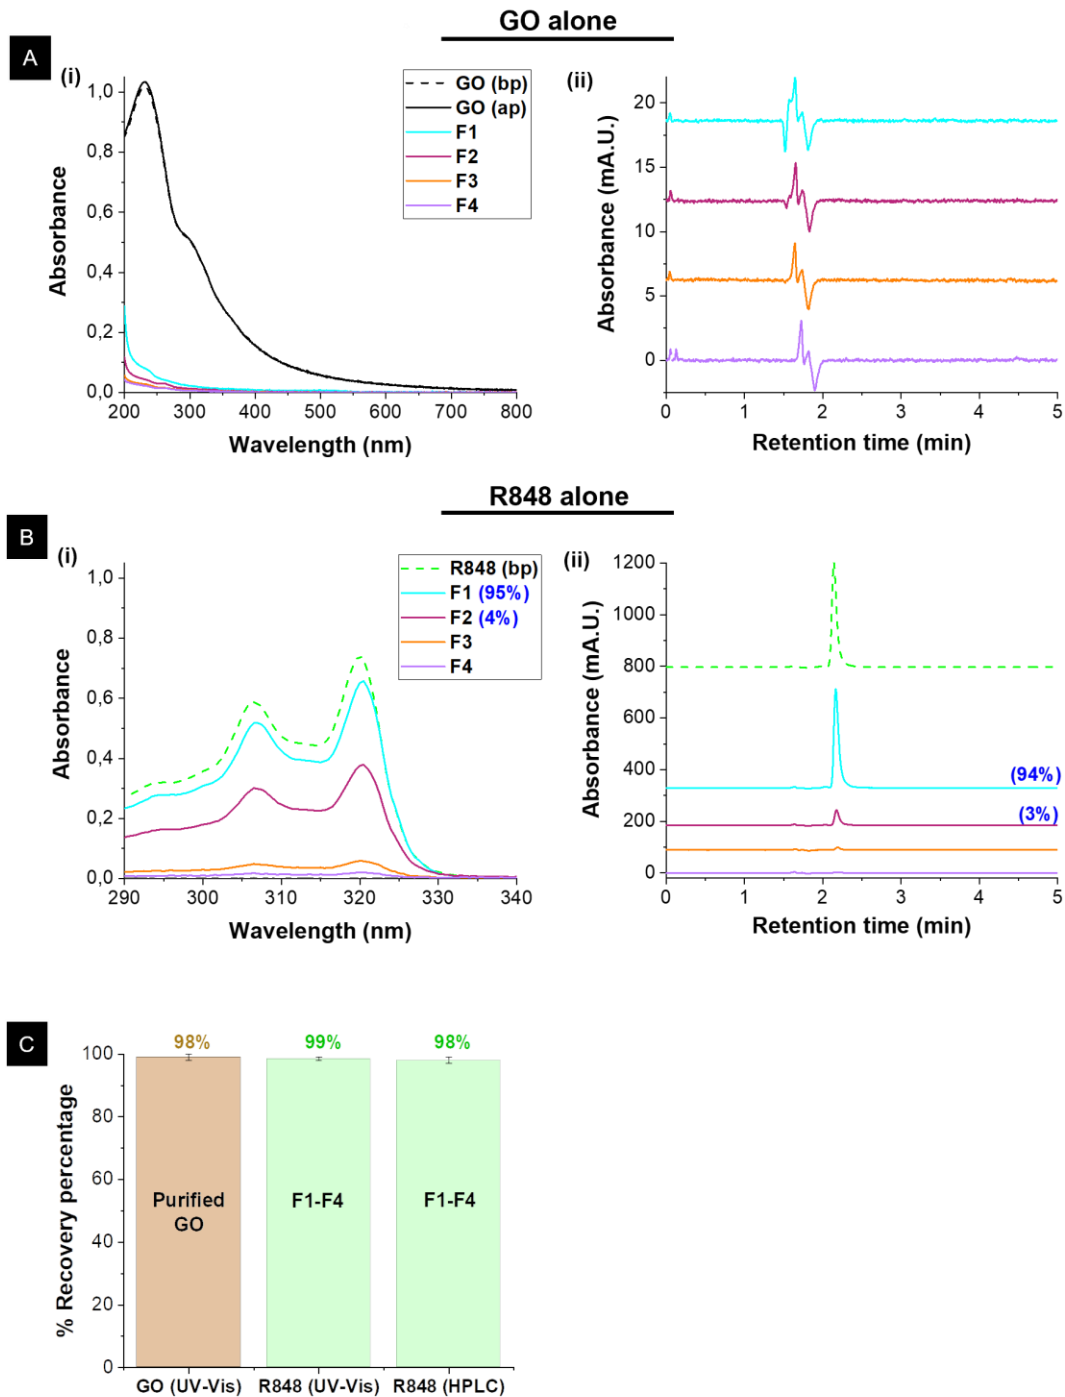 GO alone
A
(i)
1,0
0,8
0,6
0,4
0,2
0,0
Absorbance
200 300 400 500 600 700 800
Wavelength (nm)
GO (bp)
GO (ap)
F1
F2
F3
F4
(ii)
20
15
10
5
0
Absorbance (mA.U.)
0 1 2 3 4 5
Retention time (min)
R848 alone
B
(i)
1,0
0,8
0,6
0,4
0,2
0,0
Absorbance
290 300 310 320 330 340
Wavelength (nm)
R848 (bp)
F1 (95%)
F2 (4%)
F3
F4
(ii)
1200
1000
800
600
400
200
0
Absorbance (mA.U.)
(94%)
(3%)
0 1 2 3 4 5
Retention time (min)
C
100
80
60
40
20
0
% Recovery percentage
98% 99% 98%
Purified
GO
F1-F4
F1-F4
GO (UV-Vis) R848 (UV-Vis) R848 (HPLC)